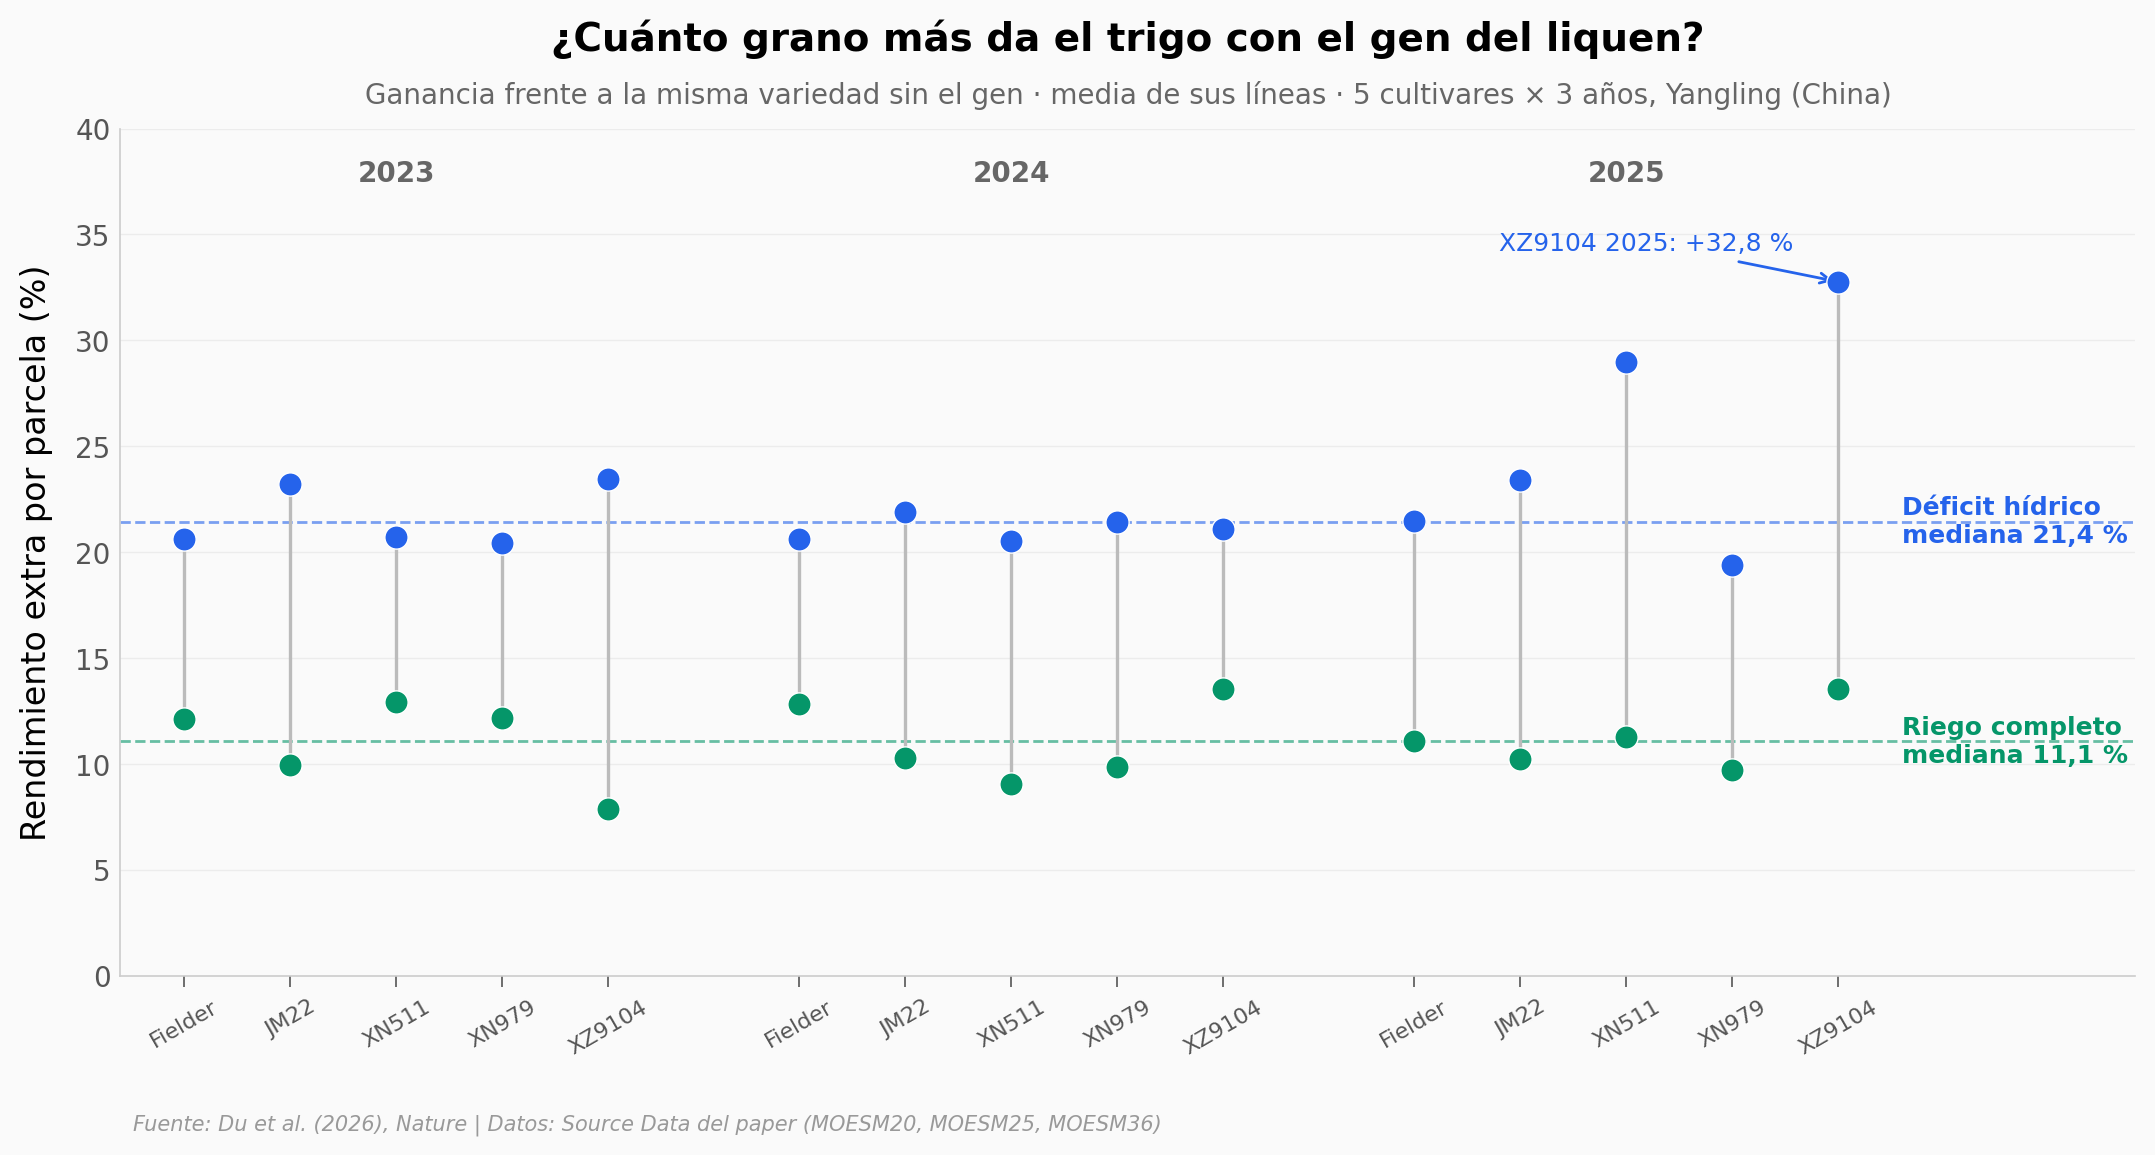 ¿Cuánto grano más da el trigo con el gen del liquen?
Ganancia frente a la misma variedad sin el gen · media de sus líneas · 5 cultivares × 3 años, Yangling (China)
Rendimiento extra por parcela (%)
40
35
30
25
20
15
10
5
0
2023
2024
2025
XZ9104 2025: +32,8 %
Déficit hídrico
mediana 21,4 %
Riego completo
mediana 11,1 %
Fielder
JM22
XN511
XN979
XZ9104
Fielder
JM22
XN511
XN979
XZ9104
Fielder
JM22
XN511
XN979
XZ9104
Fuente: Du et al. (2026), Nature | Datos: Source Data del paper (MOESM20, MOESM25, MOESM36)